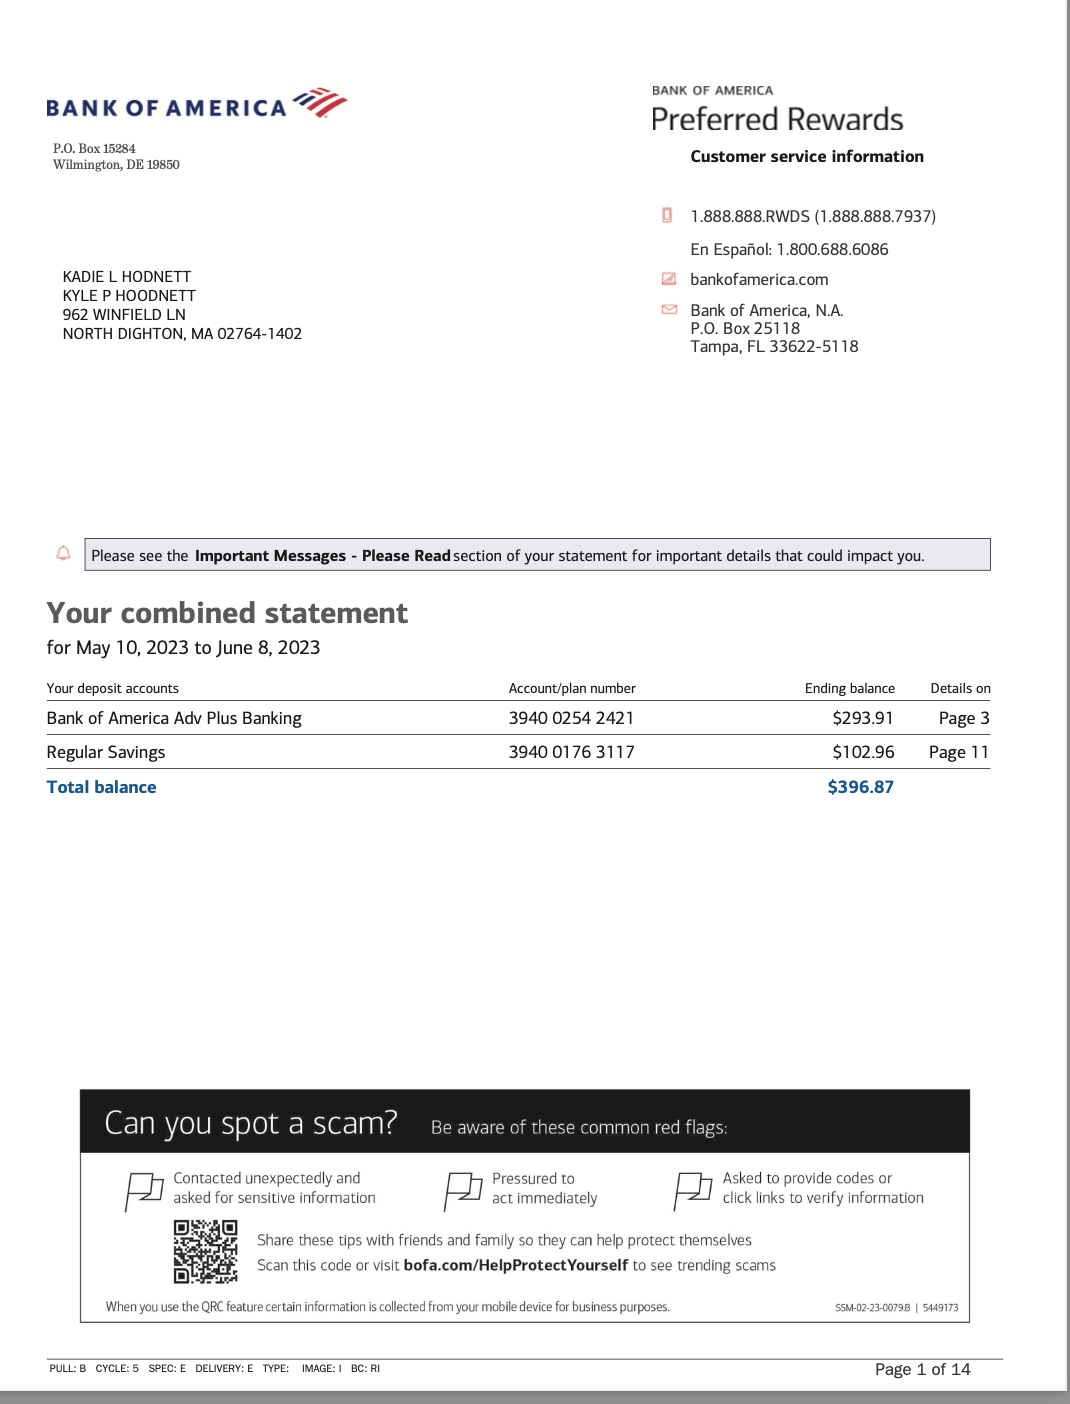 BANK OF AMERICA
P.O. Box 15284
Wilmington, DE 19850
BANK OF AMERICA
Preferred Rewards
Customer service information
1.888.888.RWDS (1.888.888.7937)
En Español: 1.800.688.6086
bankofamerica.com
Bank of America, N.A.
P.O. Box 25118
Tampa, FL 33622-5118
KADIE L HODNETT
KYLE P HOODNETT
962 WINFIELD LN
NORTH DIGHTON, MA 02764-1402
Please see the Important Messages - Please Read section of your statement for important details that could impact you.
Your combined statement
for May 10, 2023 to June 8, 2023
Your deposit accounts Account/plan number Ending balance Details on
Bank of America Adv Plus Banking 3940 0254 2421 $293.91 Page 3
Regular Savings 3940 0176 3117 $102.96 Page 11
Total balance $396.87
Can you spot a scam? Be aware of these common red flags:
Contacted unexpectedly and
asked for sensitive information
Pressured to
act immediately
Asked to provide codes or
click links to verify information
Share these tips with friends and family so they can help protect themselves
Scan this code or visit bofa.com/HelpProtectYourself to see trending scams
When you use the QRC feature certain information is collected from your mobile device for business purposes. SSM-02-23-0079.B | 5449173
PULL: B CYCLE: 5 SPEC: E DELIVERY: E TYPE: IMAGE: I BC: RI Page 1 of 14